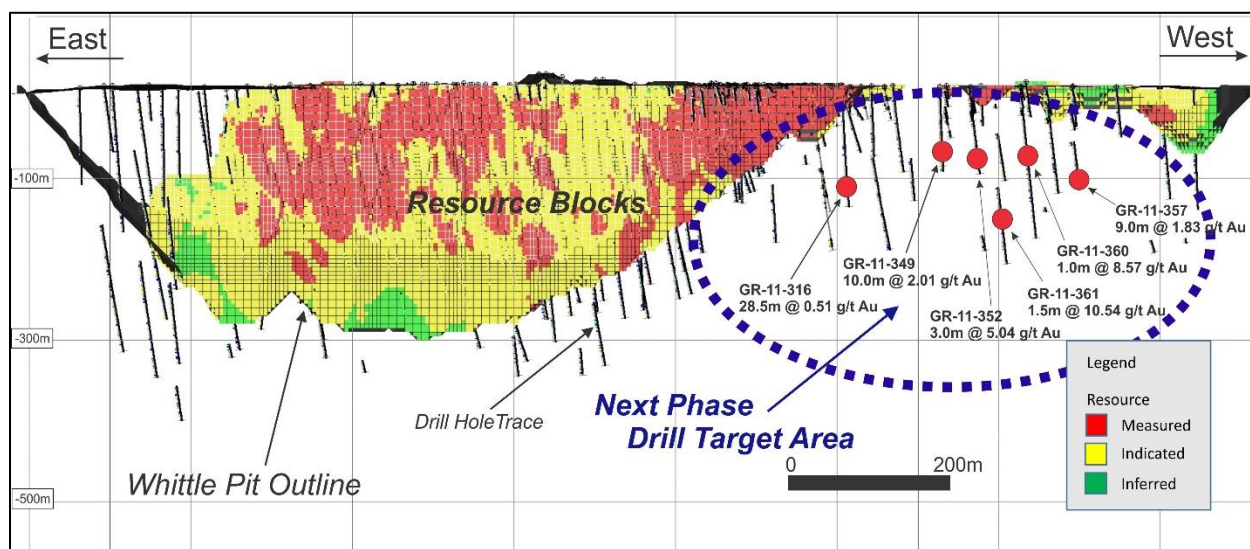 East
West
-100m
-300m
-500m
Resource Blocks
GR-11-316
28.5m @ 0.51 g/t Au
GR-11-349
10.0m @ 2.01 g/t Au
GR-11-352
3.0m @ 5.04 g/t Au
GR-11-357
9.0m @ 1.83 g/t Au
GR-11-360
1.0m @ 8.57 g/t Au
GR-11-361
1.5m @ 10.54 g/t Au
Next Phase
Drill Target Area
Drill HoleTrace
Whittle Pit Outline
0
200m
Legend
Resource
Measured
Indicated
Inferred